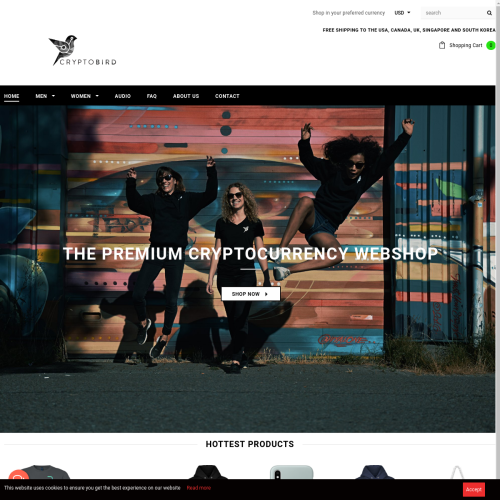 Shop in your preferred currency USD search
FREE SHIPPING TO THE USA, CANADA, UK, SINGAPORE AND SOUTH KOREA
CRYPTOBIRD
Shopping Cart 0
HOME MEN WOMEN AUDIO FAQ ABOUT US CONTACT
THE PREMIUM CRYPTOCURRENCY WEBSHOP
SHOP NOW
HOTTEST PRODUCTS
This website uses cookies to ensure you get the best experience on our website Read more
Accept